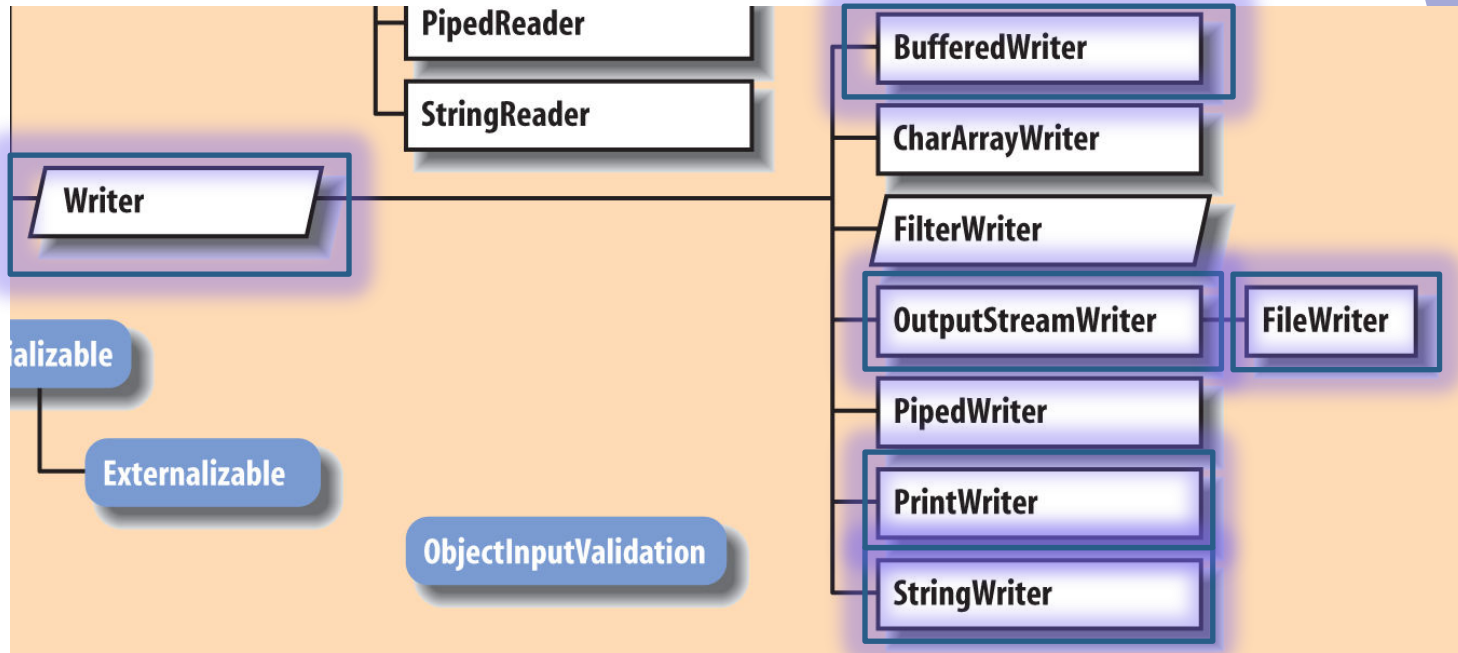 PipedReader
StringReader
Writer
BufferedWriter
CharArrayWriter
FilterWriter
OutputStreamWriter
FileWriter
PipedWriter
PrintWriter
StringWriter
ializable
Externalizable
ObjectInputValidation